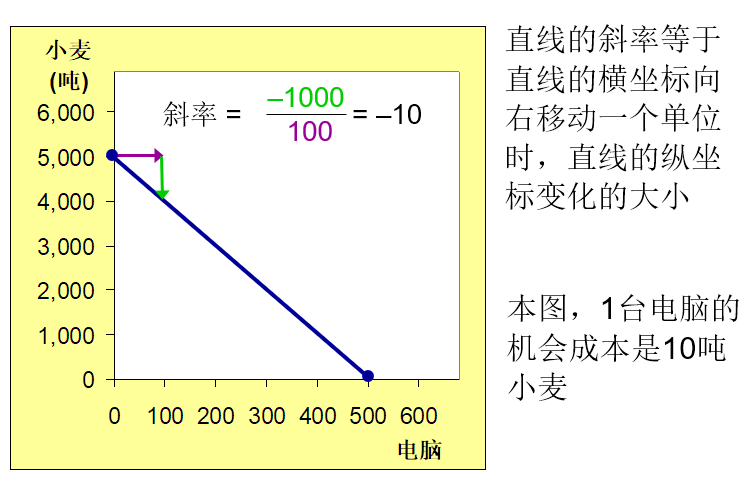 小麦
(吨)
6,000
5,000
4,000
3,000
2,000
1,000
0
0 100 200 300 400 500 600
电脑
斜率 = –1000 / 100 = –10
直线的斜率等于
直线的横坐标向
右移动一个单位
时，直线的纵坐
标变化的大小
本图，1台电脑的
机会成本是10吨
小麦